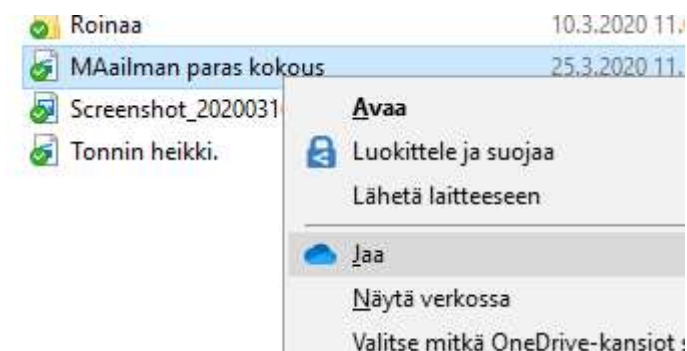 Roinaa 10.3.2020 11.
MAailman paras kokous 25.3.2020 11.
Screenshot_2020031
Avaa
Tonnin heikki.
Luokittele ja suojaa
Lähetä laitteeseen
Jaa
Näytä verkossa
Valitse mitkä OneDrive-kansiot